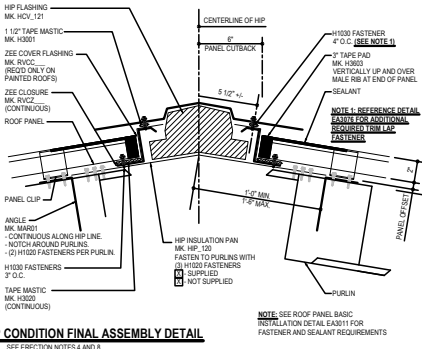 HIP FLASHING
MK. HCV_121
1 1/2" TAPE MASTIC
MK. H3001
ZEE COVER FLASHING
MK. RVCC___
(REQ'D ONLY ON
PAINTED ROOFS)
ZEE CLOSURE
MK. RVCZ___
(CONTINUOUS)
ROOF PANEL
PANEL CLIP
ANGLE
MK. MAR01
- CONTINUOUS ALONG HIP LINE.
- NOTCH AROUND PURLINS.
- (2) H1020 FASTENERS PER PURLIN.
H1030 FASTENERS
3" O.C.
TAPE MASTIC
MK. H3020
(CONTINUOUS)
CENTERLINE OF HIP
6"
PANEL CUTBACK
5 1/2" +/-
H1030 FASTENER
4" O.C. (SEE NOTE 1)
3" TAPE PAD
MK. H3603
VERTICALLY UP AND OVER
MALE RIB AT END OF PANEL
SEALANT
NOTE 1: REFERENCE DETAIL
EA3076 FOR ADDITIONAL
REQUIRED TRIM LAP
FASTENER
1'-0" MIN.
1'-6" MAX.
PANEL OFFSET
HIP INSULATION PAN
MK. HIP_120
FASTEN TO PURLINS WITH
(3) H1020 FASTENERS
X - SUPPLIED
X - NOT SUPPLIED
PURLIN
NOTE: SEE ROOF PANEL BASIC
INSTALLATION DETAIL EA3011 FOR
FASTENER AND SEALANT REQUIREMENTS
CONDITION FINAL ASSEMBLY DETAIL
SEE ERECTION NOTES 4 AND 8